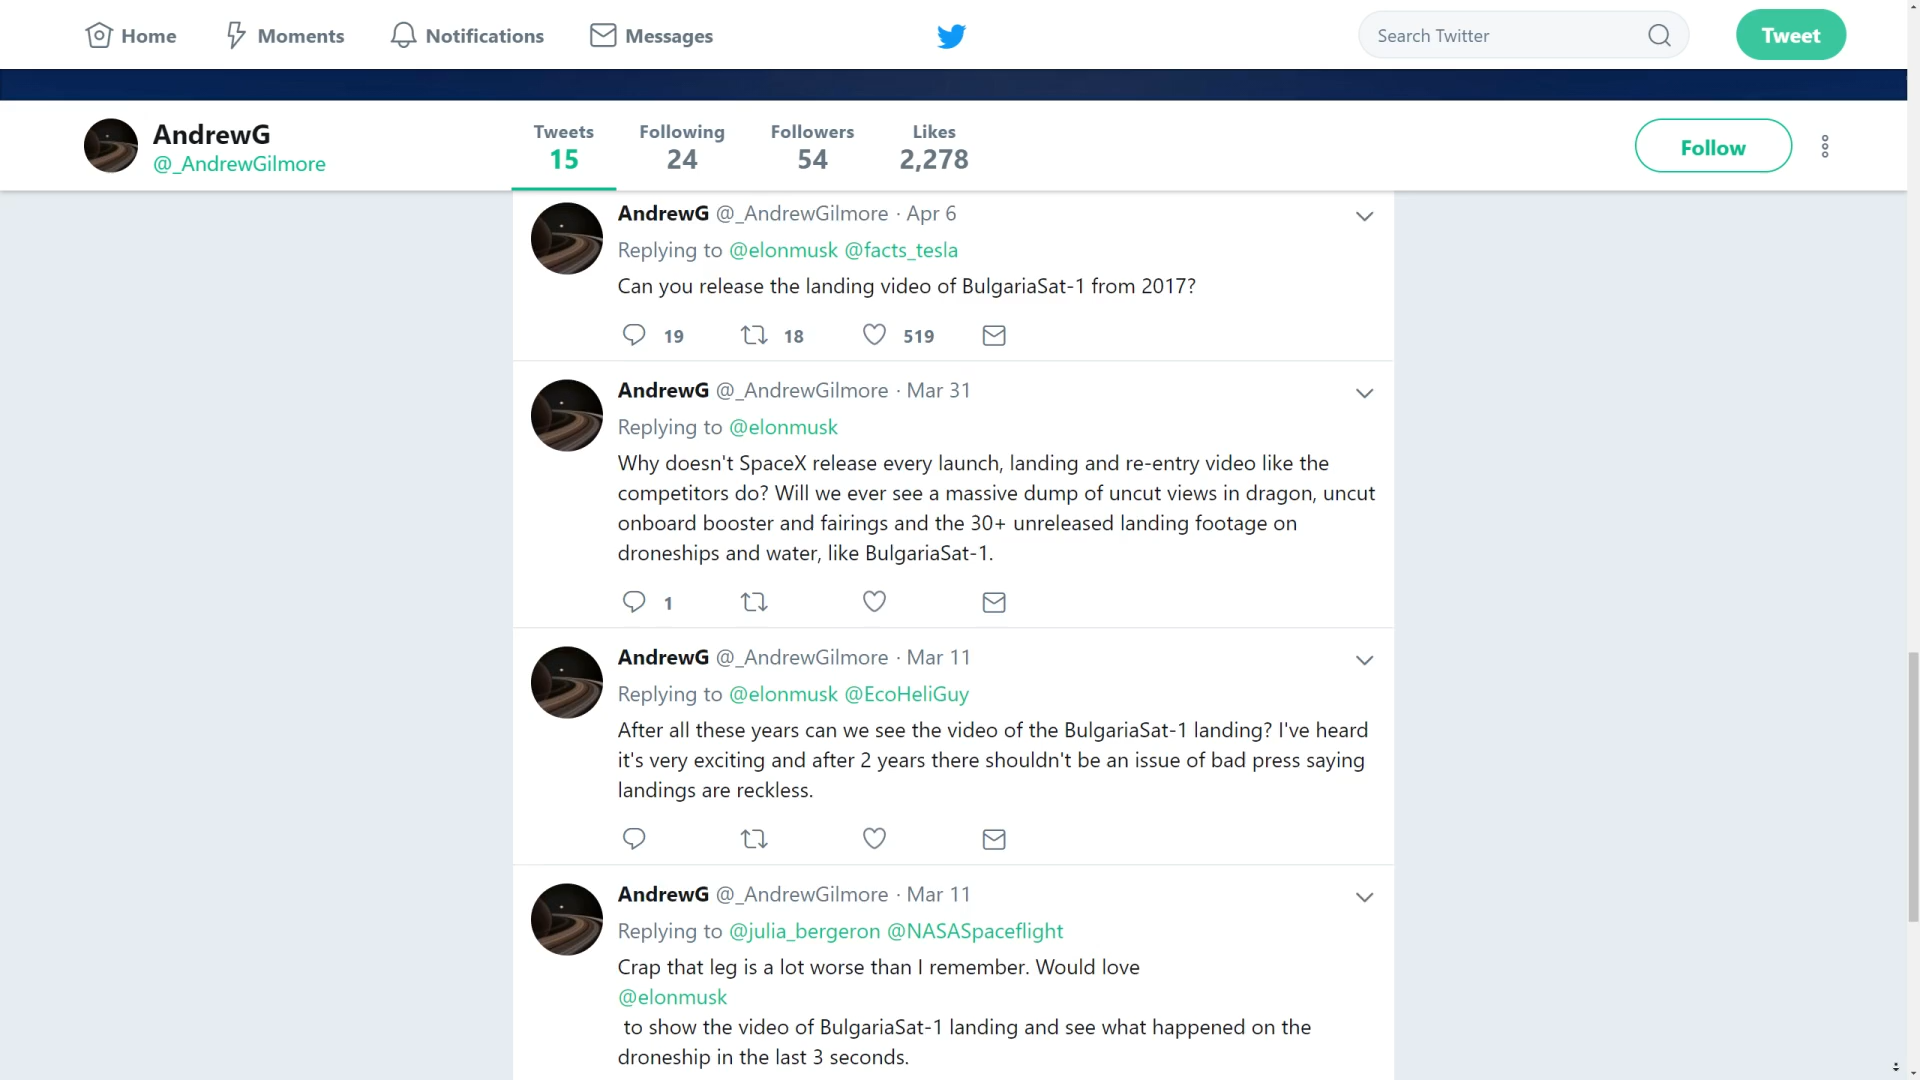 Home Moments Notifications Messages Search Twitter Tweet
AndrewG
@_AndrewGilmore
Tweets Following Followers Likes
15 24 54 2,278
Follow
AndrewG @_AndrewGilmore · Apr 6
Replying to @elonmusk @facts_tesla
Can you release the landing video of BulgariaSat-1 from 2017?
19 18 519
AndrewG @_AndrewGilmore · Mar 31
Replying to @elonmusk
Why doesn't SpaceX release every launch, landing and re-entry video like the
competitors do? Will we ever see a massive dump of uncut views in dragon, uncut
onboard booster and fairings and the 30+ unreleased landing footage on
droneships and water, like BulgariaSat-1.
1
AndrewG @_AndrewGilmore · Mar 11
Replying to @elonmusk @EcoHeliGuy
After all these years can we see the video of the BulgariaSat-1 landing? I've heard
it's very exciting and after 2 years there shouldn't be an issue of bad press saying
landings are reckless.
AndrewG @_AndrewGilmore · Mar 11
Replying to @julia_bergeron @NASASpaceflight
Crap that leg is a lot worse than I remember. Would love
@elonmusk
to show the video of BulgariaSat-1 landing and see what happened on the
droneship in the last 3 seconds.